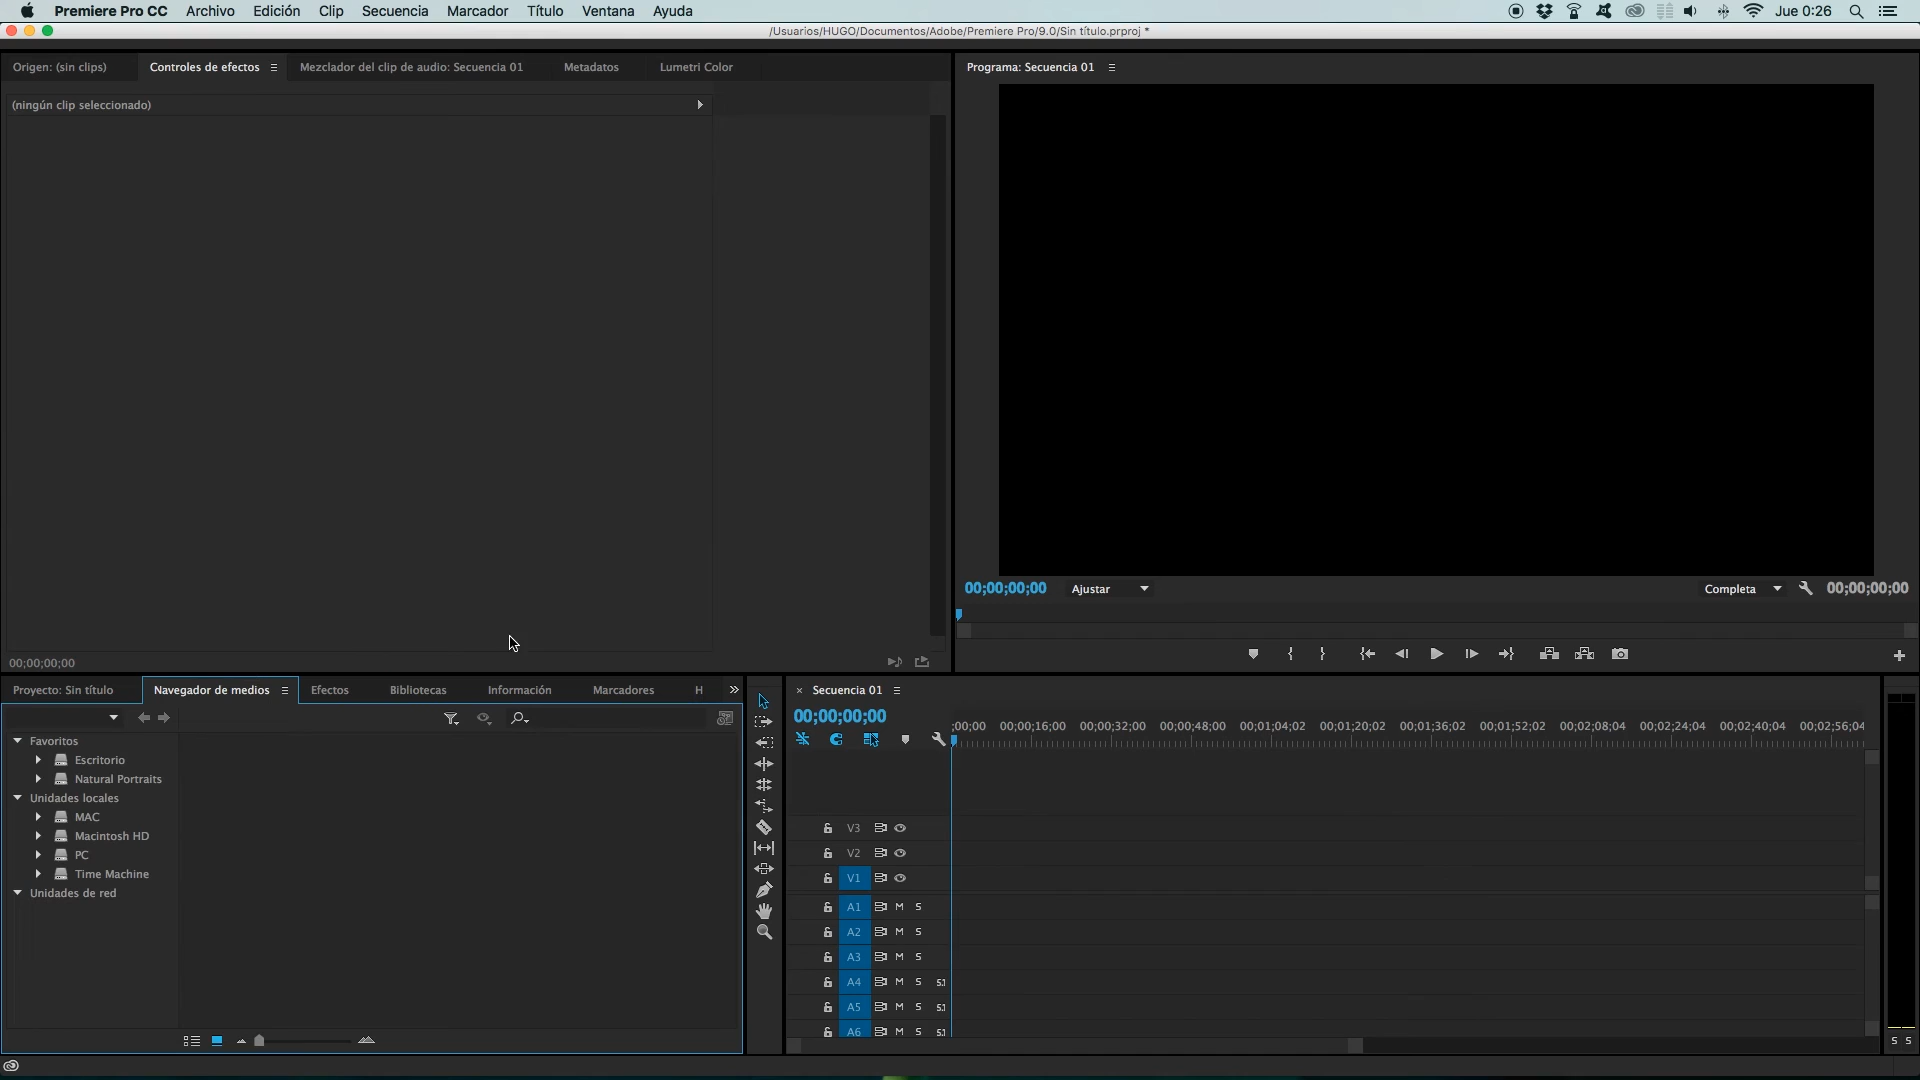 Premiere Pro CC Archivo Edición Clip Secuencia Marcador Título Ventana Ayuda Jue 0:26
/Usuarios/HUGO/Documentos/Adobe/Premiere Pro/9.0/Sin título.prproj *
Origen: (sin clips) Controles de efectos Mezclador del clip de audio: Secuencia 01 Metadatos Lumetri Color
Programa: Secuencia 01
(ningún clip seleccionado)
00;00;00;00 Ajustar Completa 00;00;00;00
00;00;00;00
Proyecto: Sin título Navegador de medios Efectos Bibliotecas Información Marcadores H
Secuencia 01
00;00;00;00
;00;00 00;00;16;00 00;00;32;00 00;00;48;00 00;01;04;02 00;01;20;02 00;01;36;02 00;01;52;02 00;02;08;04 00;02;24;04 00;02;40;04 00;02;56;04
Favoritos
Escritorio
Natural Portraits
Unidades locales
MAC
Macintosh HD
PC
Time Machine
Unidades de red
V3
V2
V1
A1 M S
A2 M S
A3 M S
A4 M S 5.1
A5 M S 5.1
A6 M S 5.1
S S